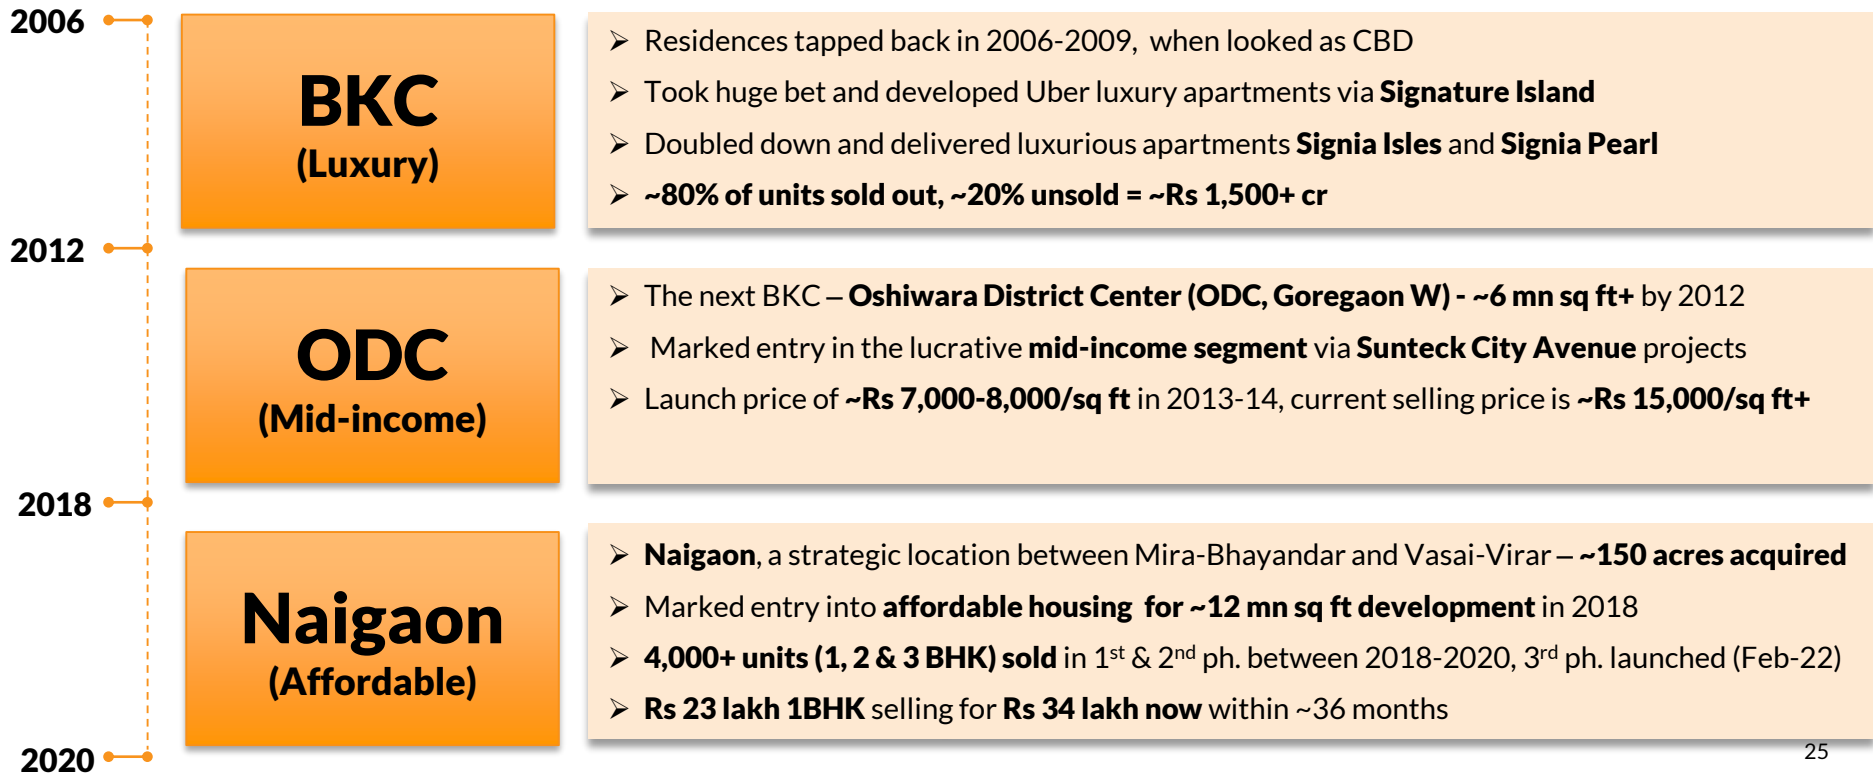 2006
BKC
(Luxury)
➢ Residences tapped back in 2006-2009, when looked as CBD
➢ Took huge bet and developed Uber luxury apartments via Signature Island
➢ Doubled down and delivered luxurious apartments Signia Isles and Signia Pearl
➢ ~80% of units sold out, ~20% unsold = ~Rs 1,500+ cr
2012
ODC
(Mid-income)
➢ The next BKC – Oshiwara District Center (ODC, Goregaon W) - ~6 mn sq ft+ by 2012
➢ Marked entry in the lucrative mid-income segment via Sunteck City Avenue projects
➢ Launch price of ~Rs 7,000-8,000/sq ft in 2013-14, current selling price is ~Rs 15,000/sq ft+
2018
Naigaon
(Affordable)
➢ Naigaon, a strategic location between Mira-Bhayandar and Vasai-Virar – ~150 acres acquired
➢ Marked entry into affordable housing for ~12 mn sq ft development in 2018
➢ 4,000+ units (1, 2 & 3 BHK) sold in 1st & 2nd ph. between 2018-2020, 3rd ph. launched (Feb-22)
➢ Rs 23 lakh 1BHK selling for Rs 34 lakh now within ~36 months
2020
25